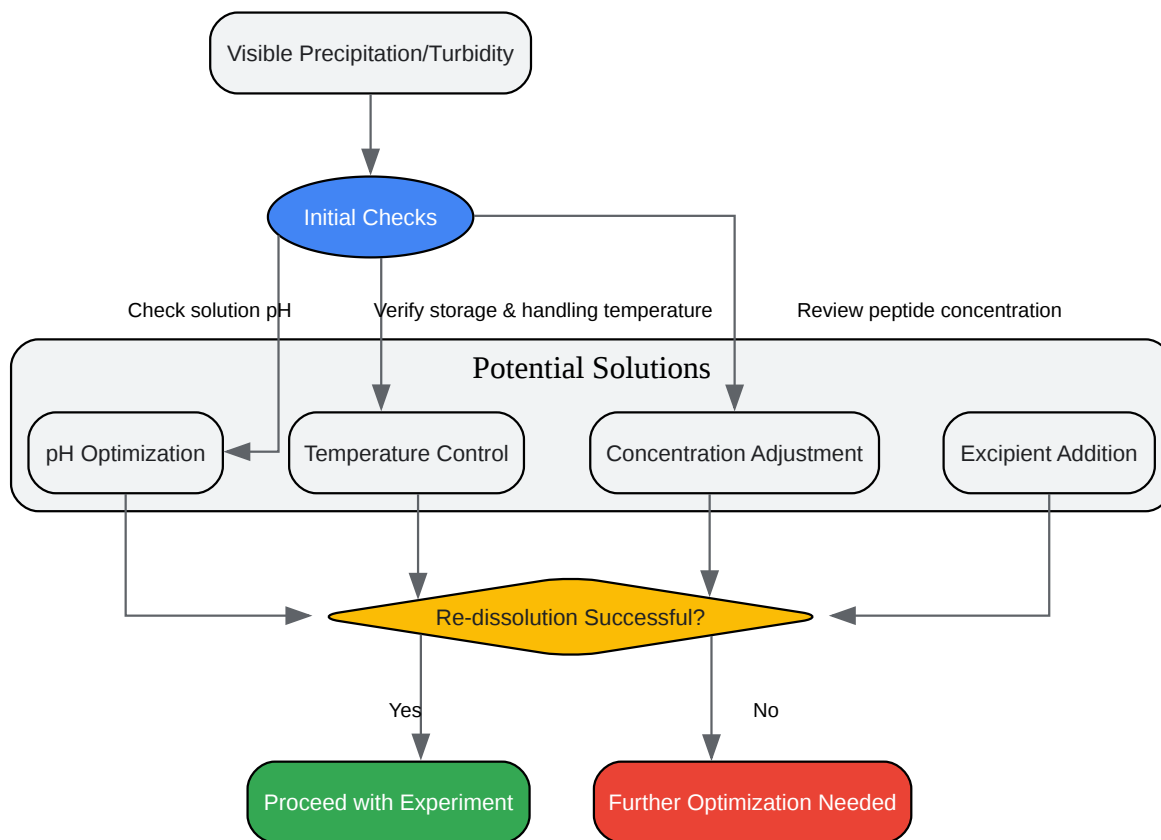 Visible Precipitation/Turbidity
Initial Checks
Check solution pH
Verify storage & handling temperature
Review peptide concentration
Potential Solutions
pH Optimization
Temperature Control
Concentration Adjustment
Excipient Addition
Re-dissolution Successful?
Yes
No
Proceed with Experiment
Further Optimization Needed